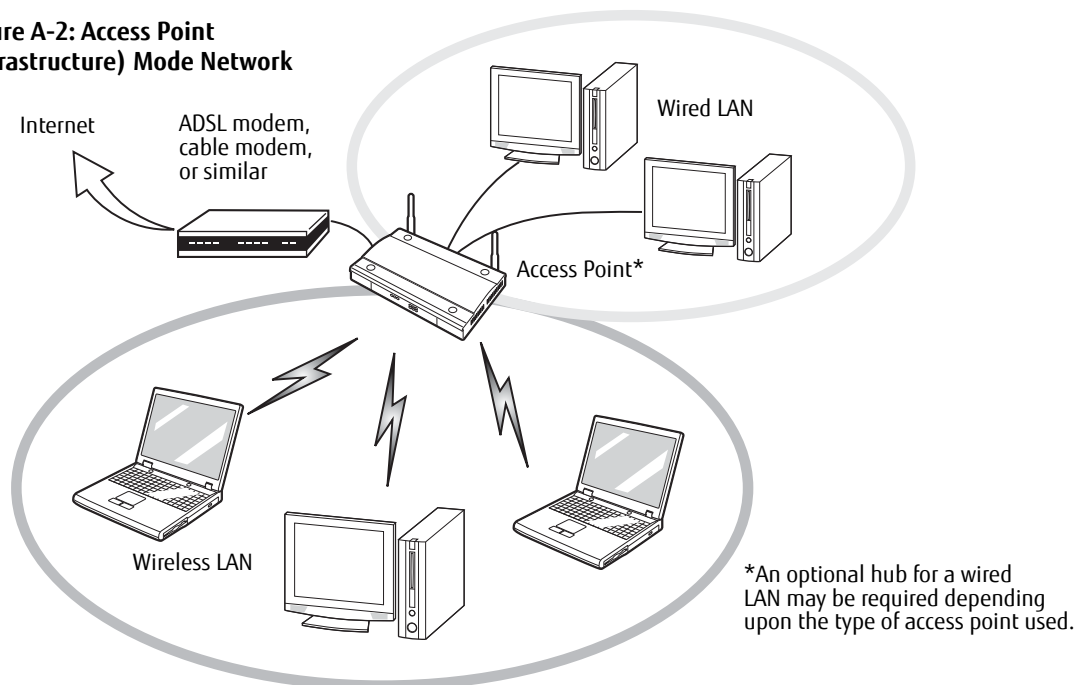 ure A-2: Access Point
rastructure) Mode Network
Internet
ADSL modem,
cable modem,
or similar
Wired LAN
Access Point*
Wireless LAN
*An optional hub for a wired
LAN may be required depending
upon the type of access point used.